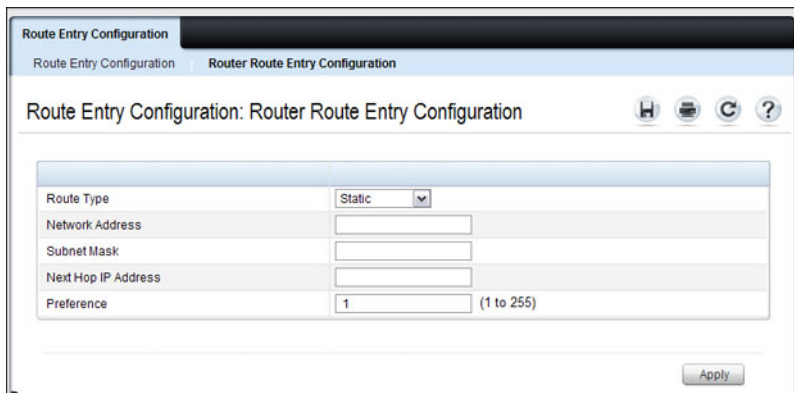 Route Entry Configuration
Route Entry Configuration Router Route Entry Configuration
Route Entry Configuration: Router Route Entry Configuration
?
Route Type Static
Network Address
Subnet Mask
Next Hop IP Address
Preference 1 (1 to 255)
Apply